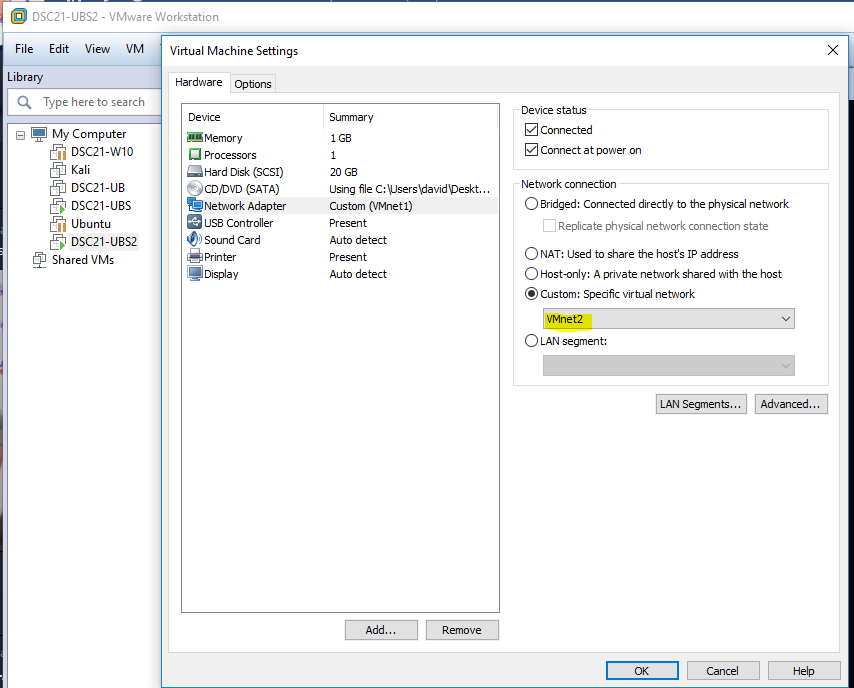 DSC21-UBS2 - VMware Workstation
File Edit View VM
Library
Type here to search
My Computer
DSC21-W10
Kali
DSC21-UB
DSC21-UBS
Ubuntu
DSC21-UBS2
Shared VMs
Virtual Machine Settings
Hardware Options
Device Summary
Memory 1 GB
Processors 1
Hard Disk (SCSI) 20 GB
CD/DVD (SATA) Using file C:\Users\david\Deskt...
Network Adapter Custom (VMnet1)
USB Controller Present
Sound Card Auto detect
Printer Present
Display Auto detect
Add... Remove
Device status
Connected
Connect at power on
Network connection
Bridged: Connected directly to the physical network
Replicate physical network connection state
NAT: Used to share the host's IP address
Host-only: A private network shared with the host
Custom: Specific virtual network
VMnet2
LAN segment:
LAN Segments... Advanced...
OK Cancel Help